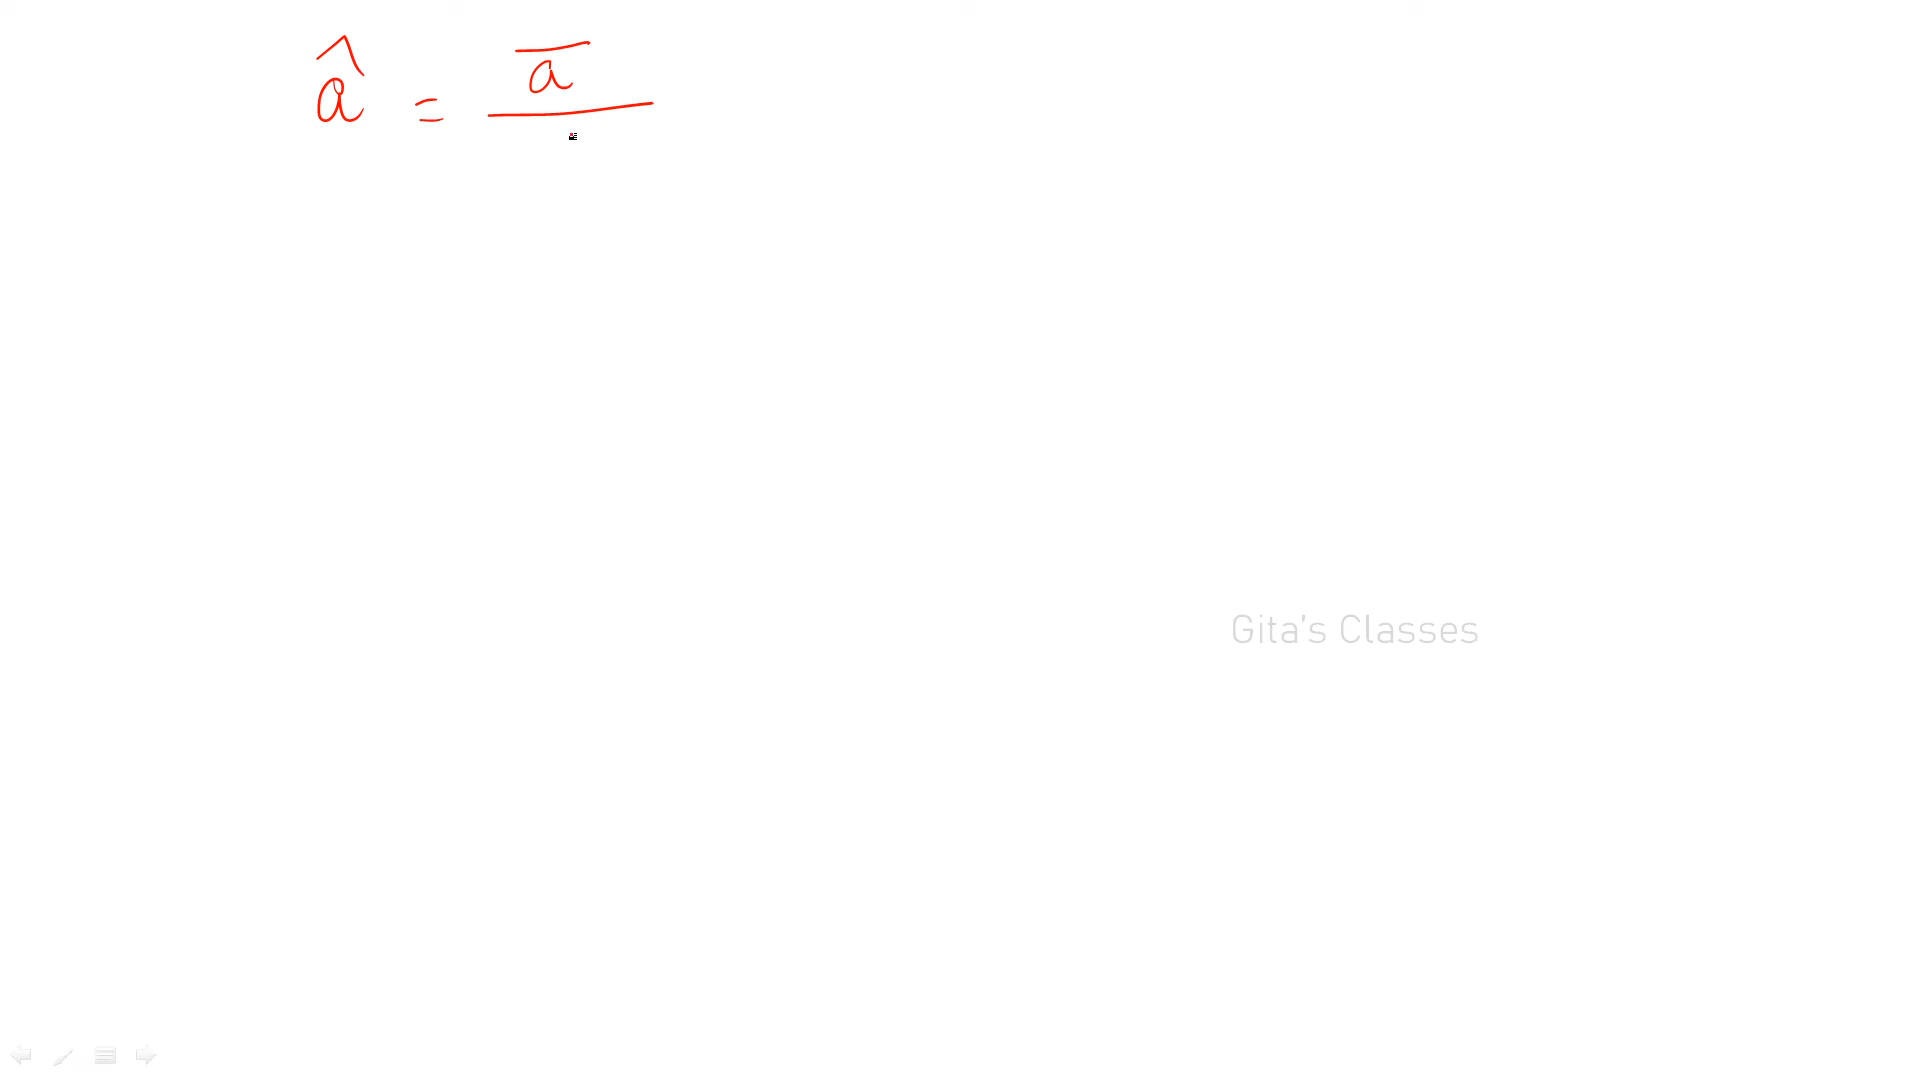 â = a̅ /
Gita's Classes